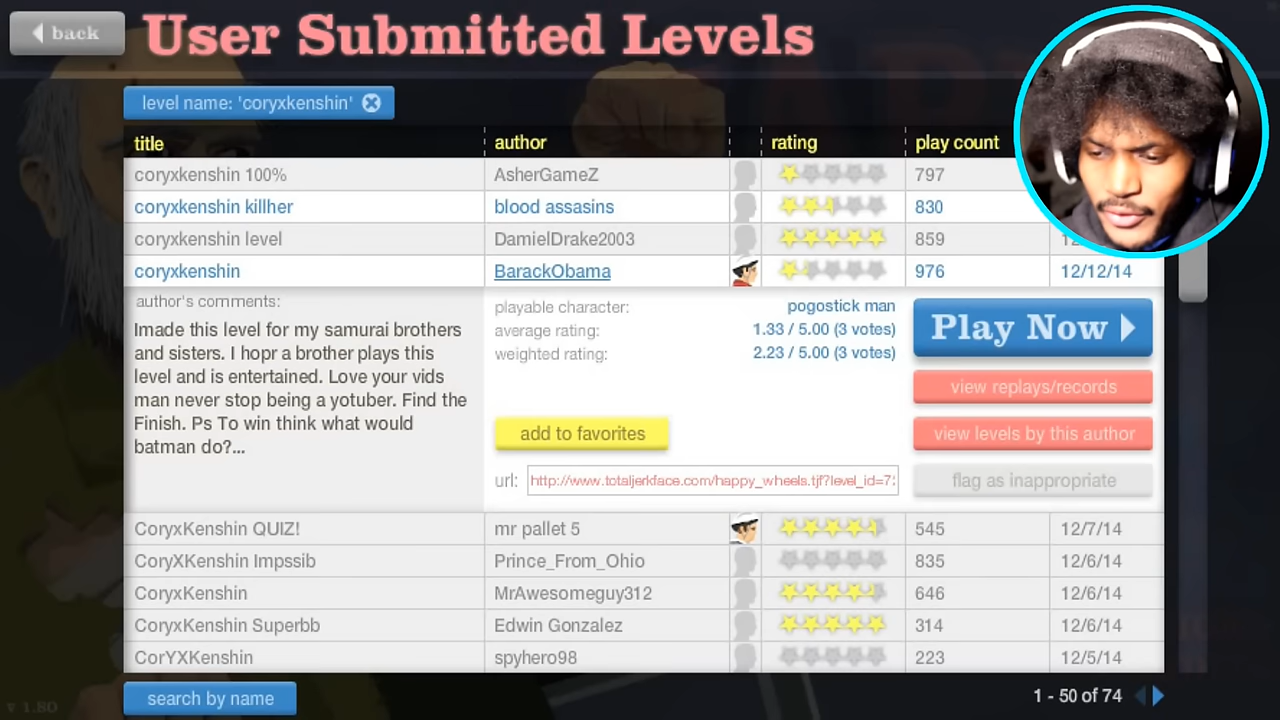 back
User Submitted Levels
level name: 'coryxkenshin'
title author rating play count
coryxkenshin 100% AsherGameZ 797
coryxkenshin killher blood assasins 830
coryxkenshin level DamielDrake2003 859
coryxkenshin BarackObama 976 12/12/14
author's comments:
Imade this level for my samurai brothers
and sisters. I hopr a brother plays this
level and is entertained. Love your vids
man never stop being a yotuber. Find the
Finish. Ps To win think what would
batman do?...
playable character: pogostick man
average rating: 1.33 / 5.00 (3 votes)
weighted rating: 2.23 / 5.00 (3 votes)
add to favorites
url: http://www.totaljerkface.com/happy_wheels.tjf?level_id=7
Play Now
view replays/records
view levels by this author
flag as inappropriate
CoryxKenshin QUIZ! mr pallet 5 545 12/7/14
CoryXKenshin Impssib Prince_From_Ohio 835 12/6/14
CoryxKenshin MrAwesomeguy312 646 12/6/14
CoryxKenshin Superbb Edwin Gonzalez 314 12/6/14
CorYXKenshin spyhero98 223 12/5/14
v 1.80
search by name
1 - 50 of 74